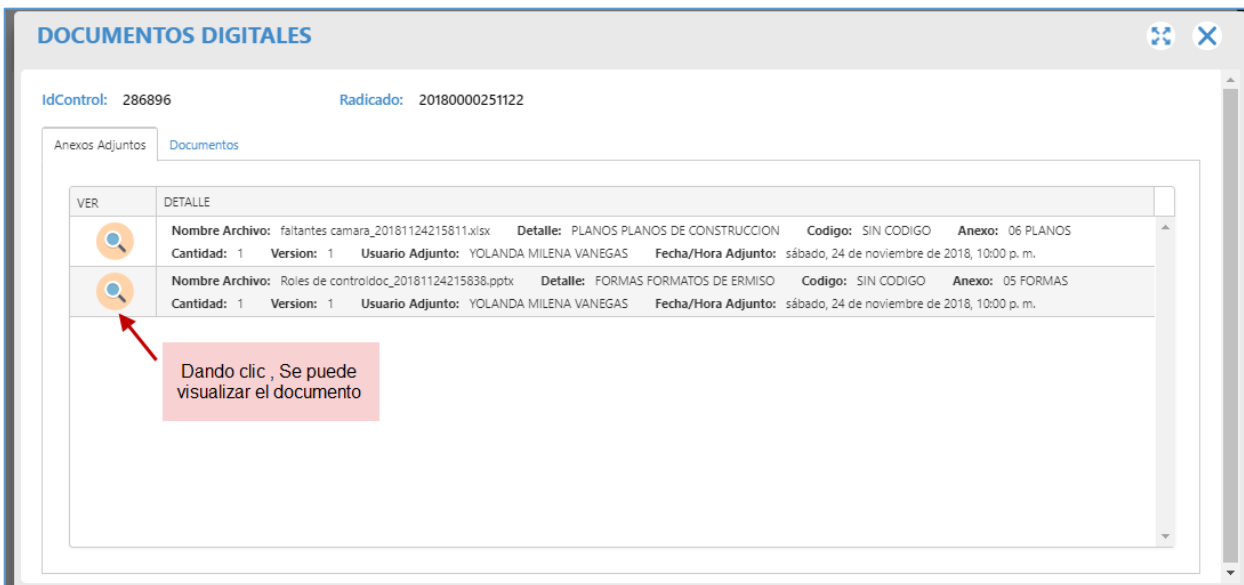 DOCUMENTOS DIGITALES
IdControl: 286896 Radicado: 20180000251122
Anexos Adjuntos Documentos
VER DETALLE
Nombre Archivo: faltantes camara_20181124215811.xlsx Detalle: PLANOS PLANOS DE CONSTRUCCION Codigo: SIN CODIGO Anexo: 06 PLANOS
Cantidad: 1 Version: 1 Usuario Adjunto: YOLANDA MILENA VANEGAS Fecha/Hora Adjunto: sábado, 24 de noviembre de 2018, 10:00 p. m.
Nombre Archivo: Roles de controldoc_20181124215838.pptx Detalle: FORMAS FORMATOS DE ERMISO Codigo: SIN CODIGO Anexo: 05 FORMAS
Cantidad: 1 Version: 1 Usuario Adjunto: YOLANDA MILENA VANEGAS Fecha/Hora Adjunto: sábado, 24 de noviembre de 2018, 10:00 p. m.
Dando clic , Se puede
visualizar el documento